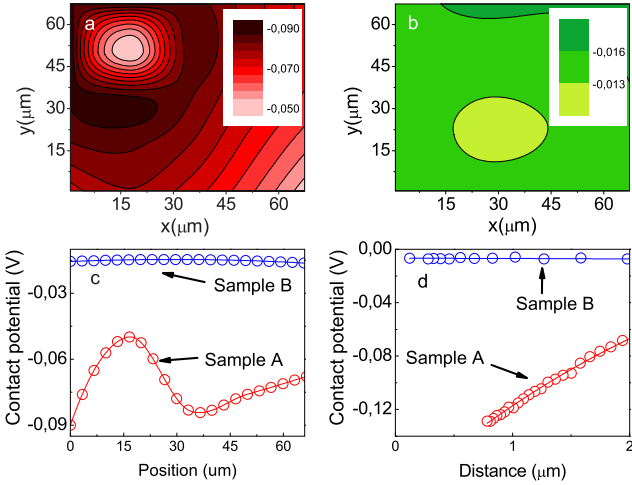 a
-0,090
-0,070
-0,050
60
45
30
15
y(μm)
15
30
45
60
x(μm)
b
-0,016
-0,013
60
45
30
15
y(μm)
15
30
45
60
x(μm)
c
Sample B
Sample A
-0,03
-0,06
-0,09
Contact potential (V)
0
15
30
45
60
Position (um)
d
Sample B
Sample A
0,00
-0,04
-0,08
-0,12
Contact potential (V)
0
1
2
Distance (μm)